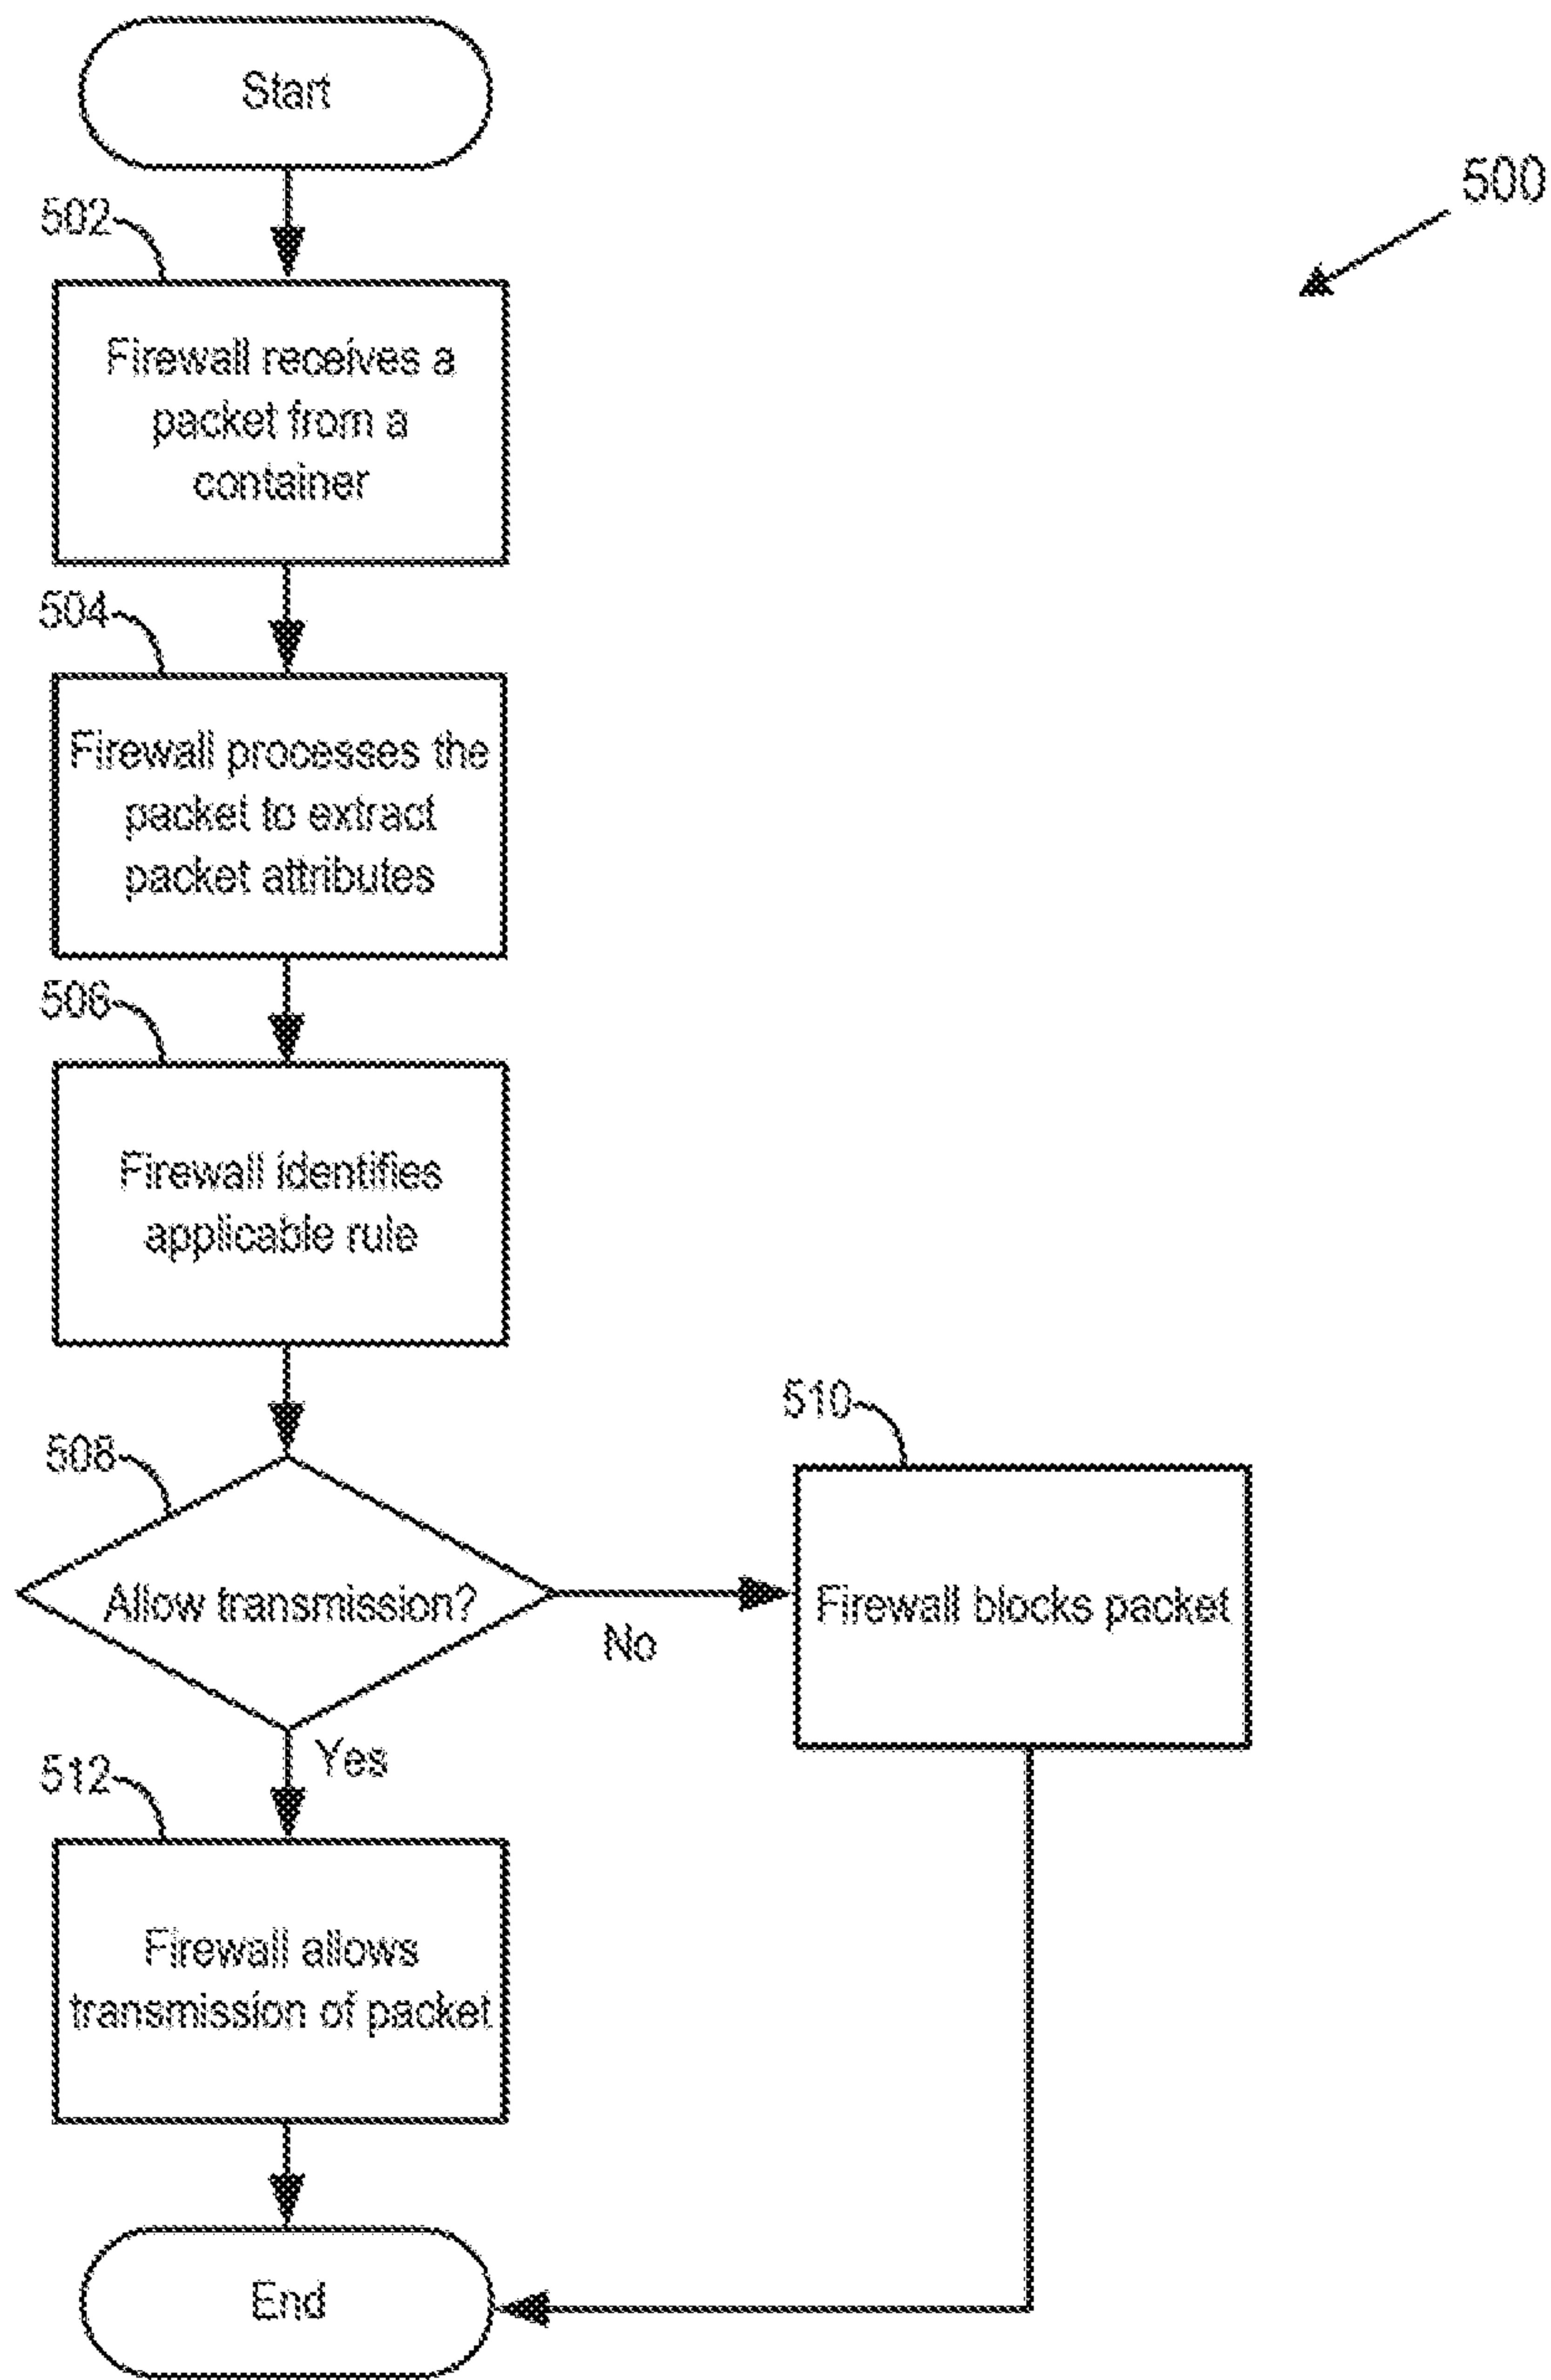 Start
500
502
Firewall receives a
packet from a
container
504
Firewall processes the
packet to extract
packet attributes
506
Firewall identifies
applicable rule
508
Allow transmission?
No
510
Firewall blocks packet
Yes
512
Firewall allows
transmission of packet
End